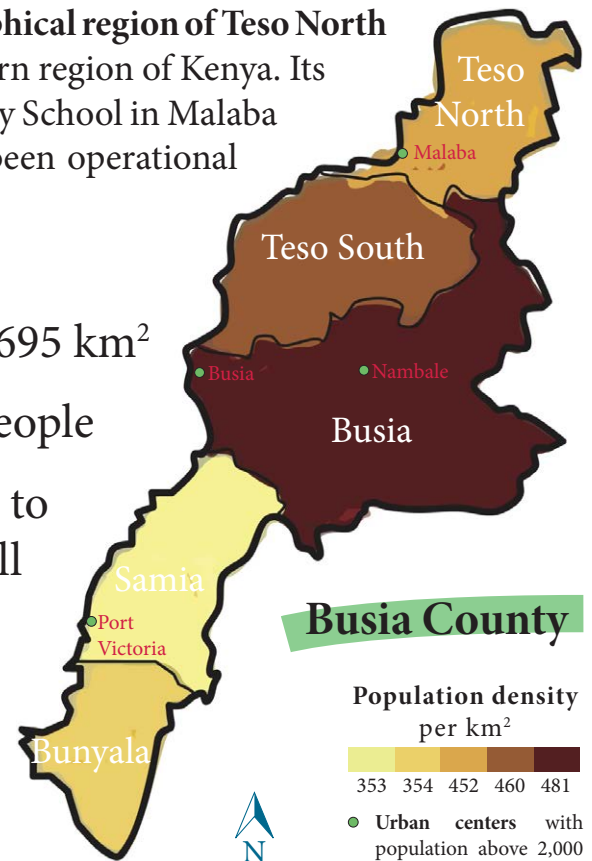 phical region of Teso North
rn region of Kenya. Its
y School in Malaba
been operational
695 km²
eople
to
ll
Teso
North
Malaba
Teso South
Busia
Nambale
Busia
Samia
Port
Victoria
Bunyala
Busia County
Population density
per km²
353 354 452 460 481
Urban centers with
population above 2,000
N